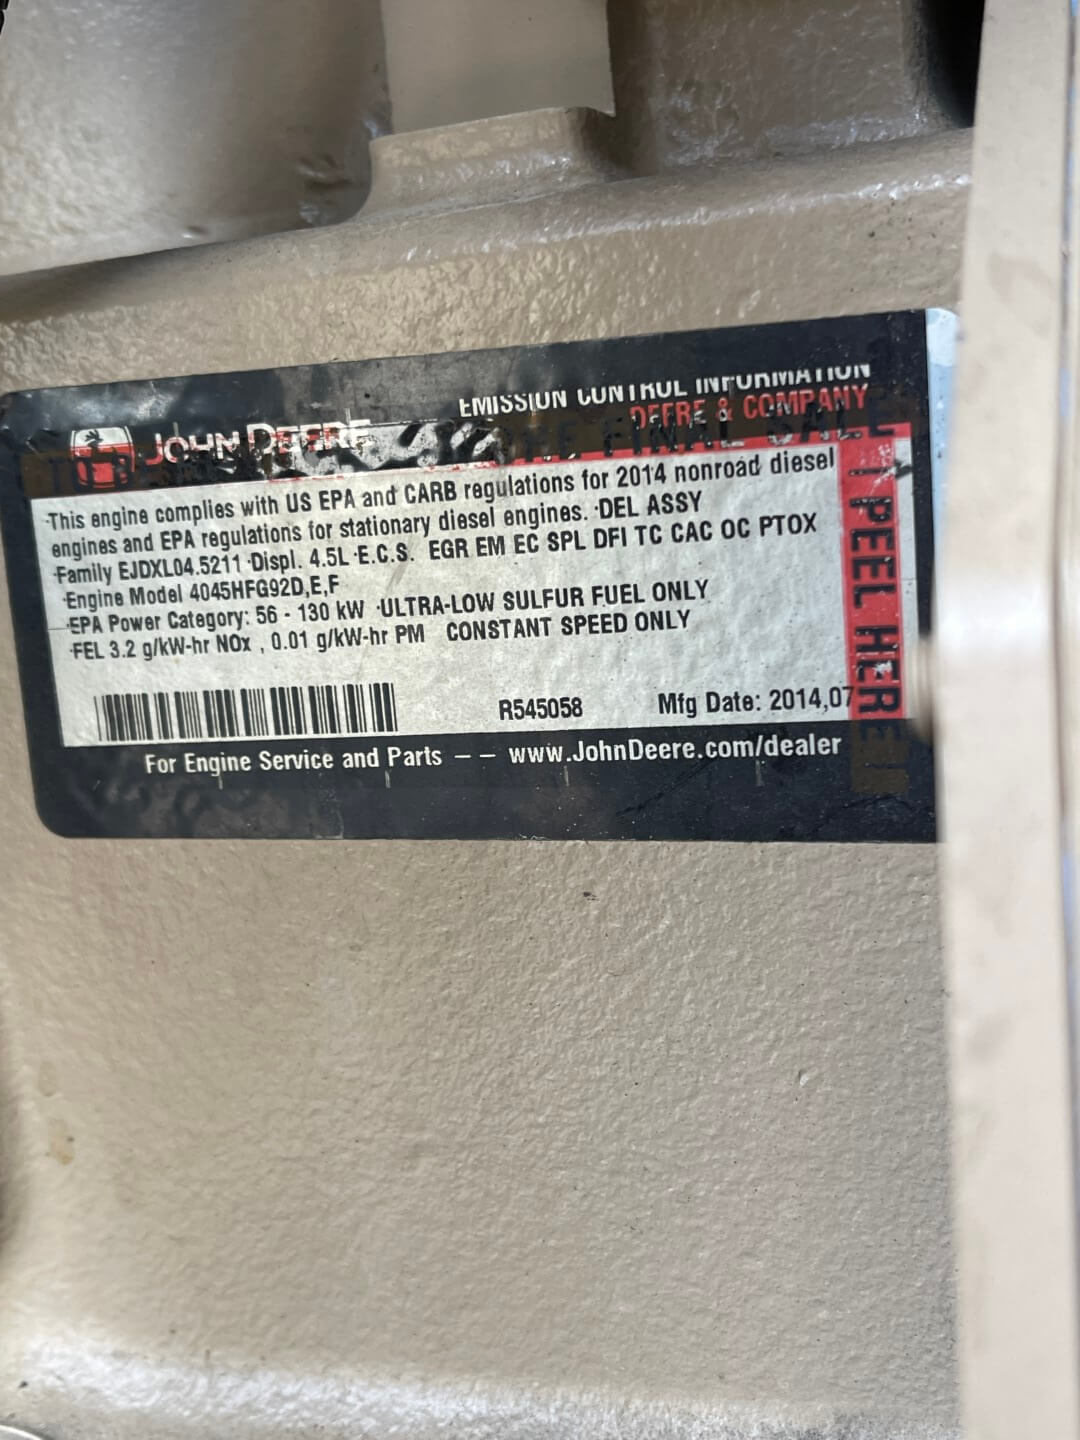 EMISSION CONTROL INFORMATION
DEERE & COMPANY
JOHN DEERE
FINAL SALE
·This engine complies with US EPA and CARB regulations for 2014 nonroad diesel
engines and EPA regulations for stationary diesel engines. ·DEL ASSY
·Family EJDXL04.5211 ·Displ. 4.5L ·E.C.S. EGR EM EC SPL DFI TC CAC OC PTOX
·Engine Model 4045HFG92D,E,F
·EPA Power Category: 56 - 130 kW ·ULTRA-LOW SULFUR FUEL ONLY
·FEL 3.2 g/kW-hr NOx , 0.01 g/kW-hr PM CONSTANT SPEED ONLY
R545058 Mfg Date: 2014,07
For Engine Service and Parts – – www.JohnDeere.com/dealer
PEEL HERE